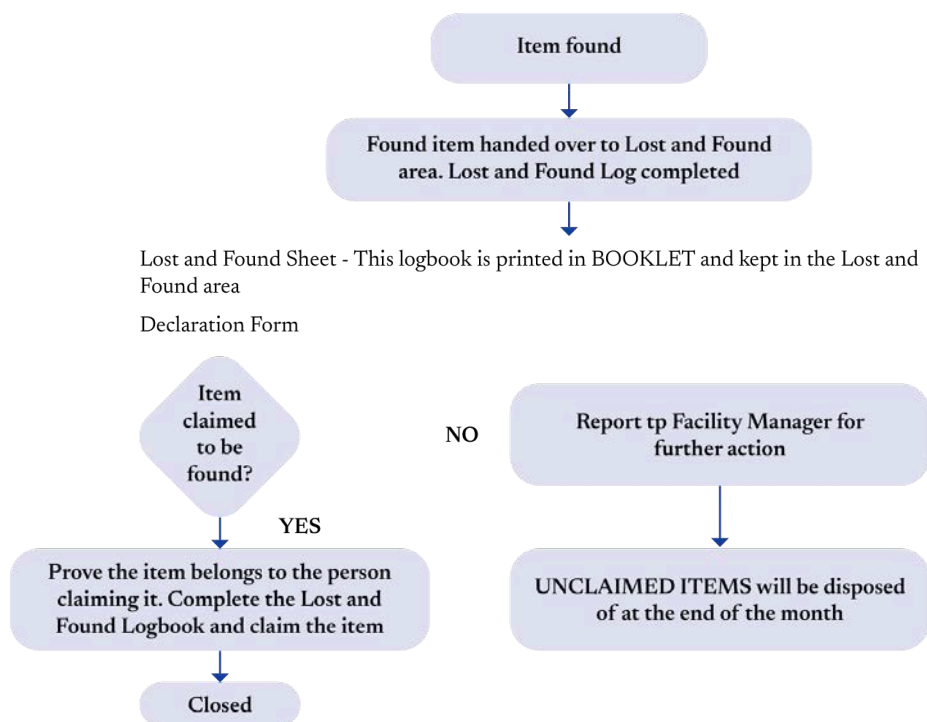 Item found
Found item handed over to Lost and Found
area. Lost and Found Log completed
Lost and Found Sheet - This logbook is printed in BOOKLET and kept in the Lost and
Found area
Declaration Form
Item
claimed
to be
found?
NO
Report tp Facility Manager for
further action
YES
Prove the item belongs to the person
claiming it. Complete the Lost and
Found Logbook and claim the item
UNCLAIMED ITEMS will be disposed
of at the end of the month
Closed